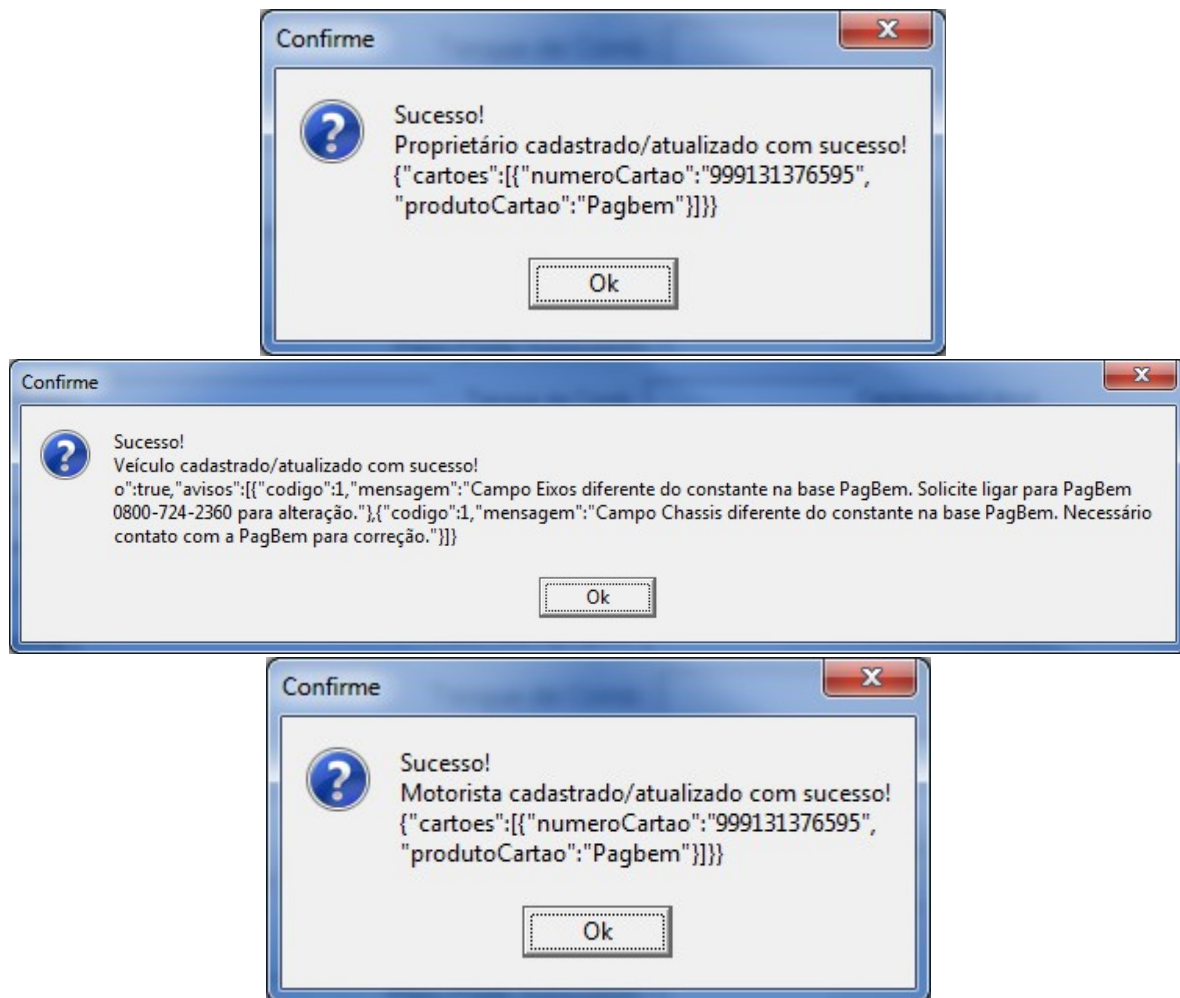 Confirme
Sucesso!
Proprietário cadastrado/atualizado com sucesso!
{"cartoes":[{"numeroCartao":"999131376595",
"produtoCartao":"Pagbem"}]}}
Ok
Confirme
Sucesso!
Veículo cadastrado/atualizado com sucesso!
o":true,"avisos":[{"codigo":1,"mensagem":"Campo Eixos diferente do constante na base PagBem. Solicite ligar para PagBem
0800-724-2360 para alteração."},{"codigo":1,"mensagem":"Campo Chassis diferente do constante na base PagBem. Necessário
contato com a PagBem para correção."}]}
Ok
Confirme
Sucesso!
Motorista cadastrado/atualizado com sucesso!
{"cartoes":[{"numeroCartao":"999131376595",
"produtoCartao":"Pagbem"}]}}
Ok